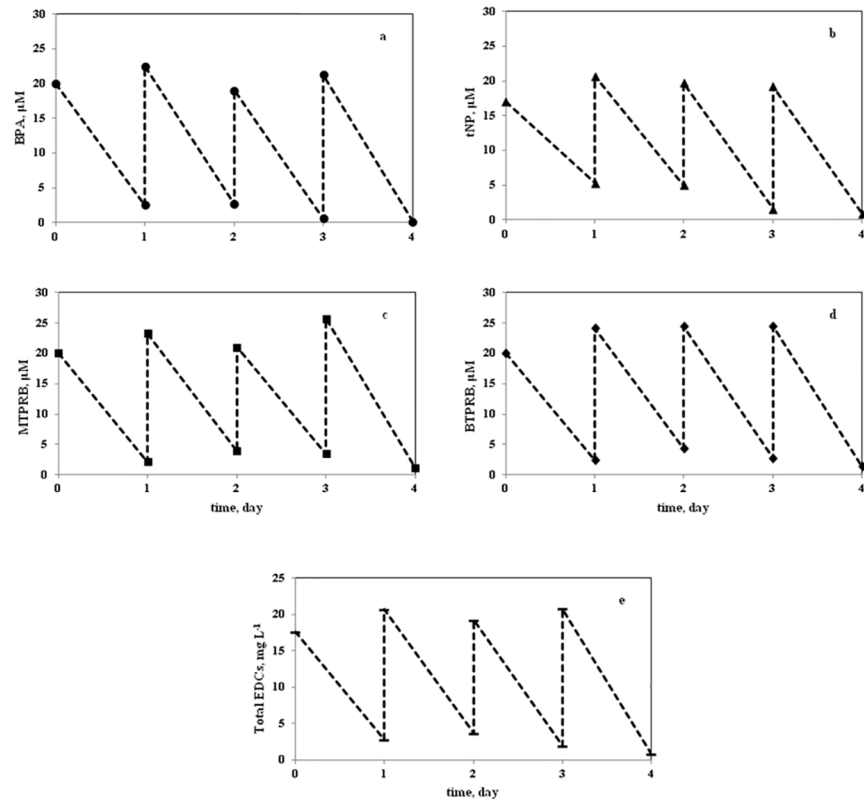 a
30
25
20
15
10
5
0
BPA, µM
0 1 2 3 4
b
30
25
20
15
10
5
0
tNP, µM
0 1 2 3 4
c
30
25
20
15
10
5
0
MTPRB, µM
0 1 2 3 4
time, day
d
30
25
20
15
10
5
0
BTPRB, µM
0 1 2 3 4
time, day
e
25
20
15
10
5
0
Total EDCs, mg L⁻¹
0 1 2 3 4
time, day